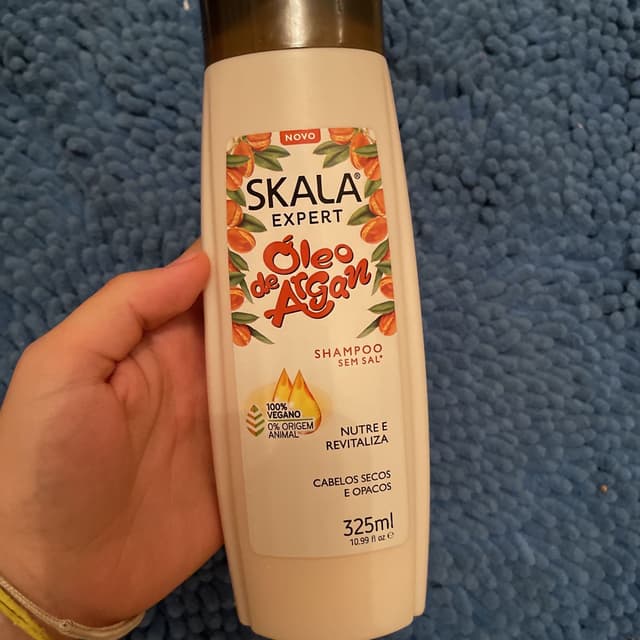 NOVO
SKALA®
EXPERT
Óleo
de Argan
SHAMPOO
SEM SAL*
100%
VEGANO
0% ORIGEM
ANIMAL
NUTRE E
REVITALIZA
CABELOS SECOS
E OPACOS
325ml
10.99 fl oz ℮